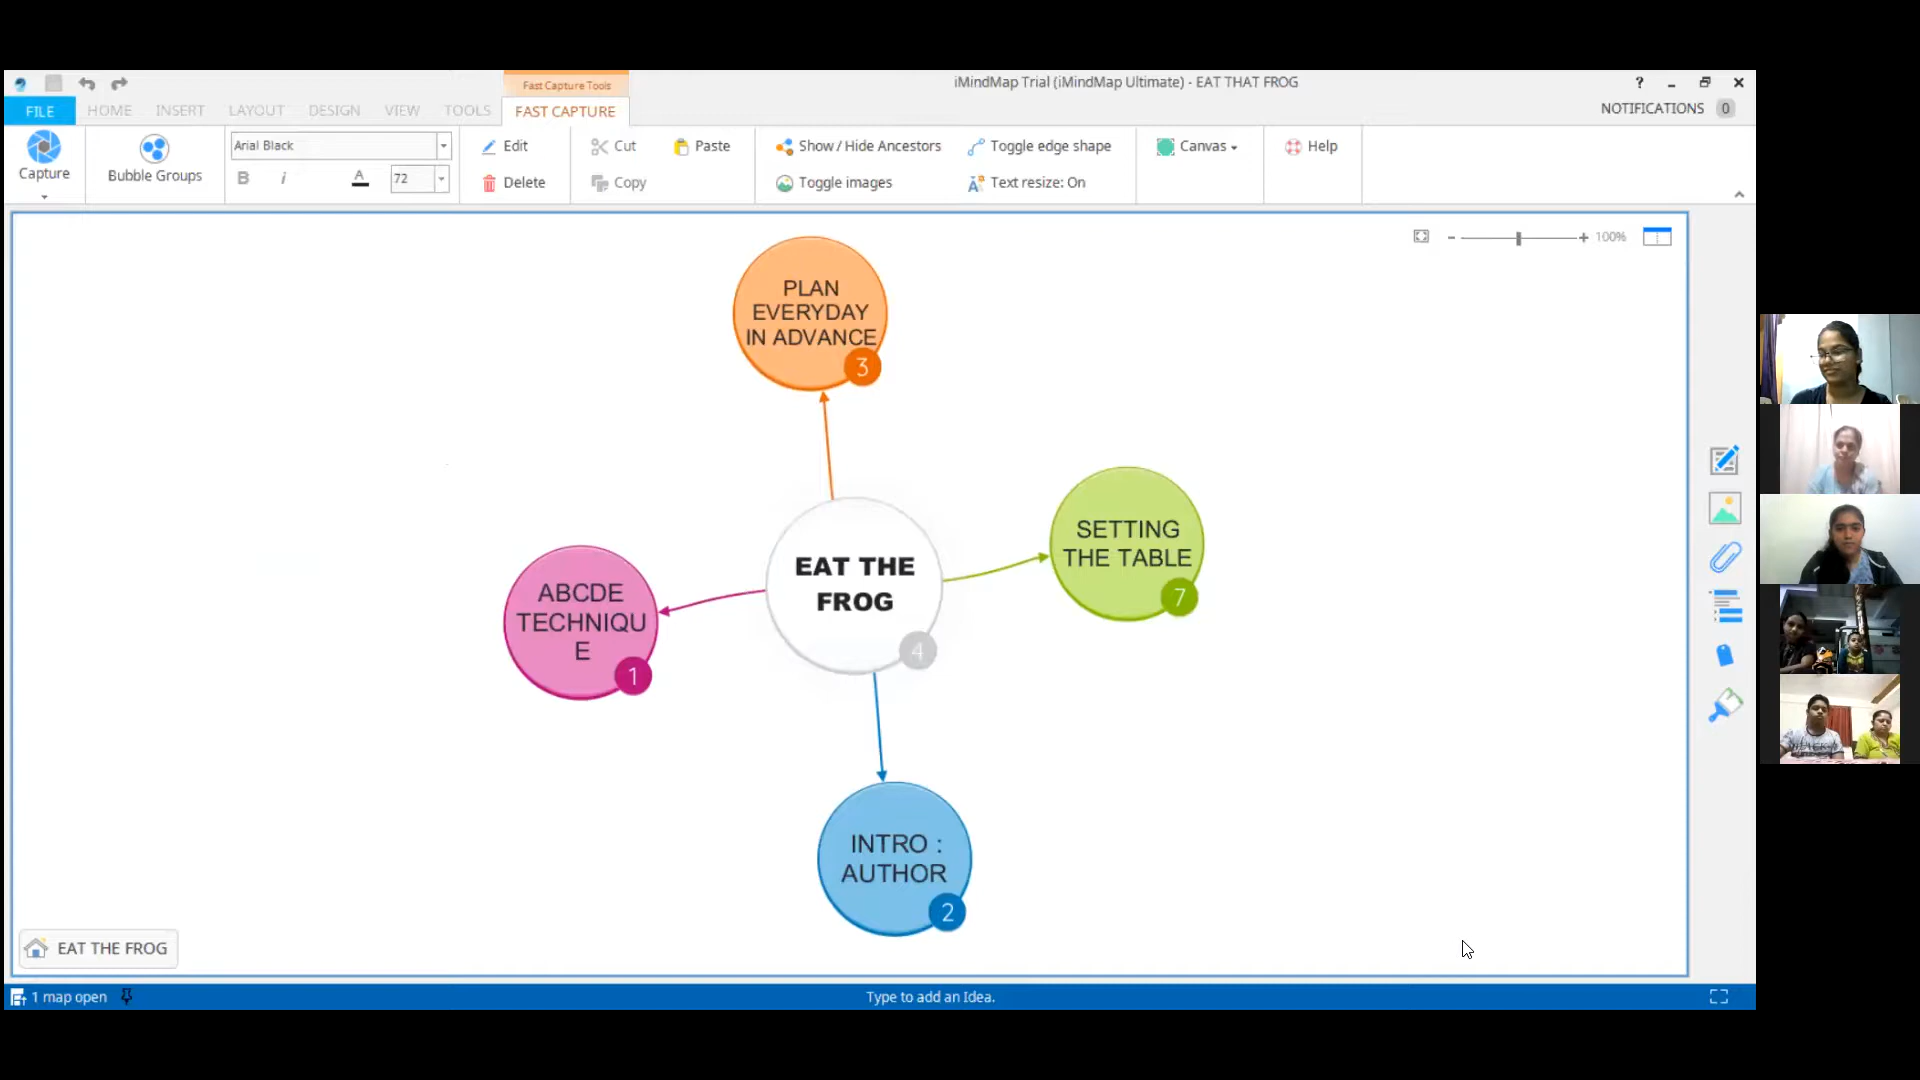 Fast Capture Tools
iMindMap Trial (iMindMap Ultimate) - EAT THAT FROG
?
FILE HOME INSERT LAYOUT DESIGN VIEW TOOLS FAST CAPTURE
NOTIFICATIONS 0
Capture
Bubble Groups
Arial Black
B i A 72
Edit
Delete
Cut
Copy
Paste
Show / Hide Ancestors
Toggle images
Toggle edge shape
Text resize: On
Canvas
Help
100%
PLAN
EVERYDAY
IN ADVANCE
3
SETTING
THE TABLE
7
EAT THE
FROG
4
ABCDE
TECHNIQU
E
1
INTRO :
AUTHOR
2
EAT THE FROG
1 map open
Type to add an Idea.